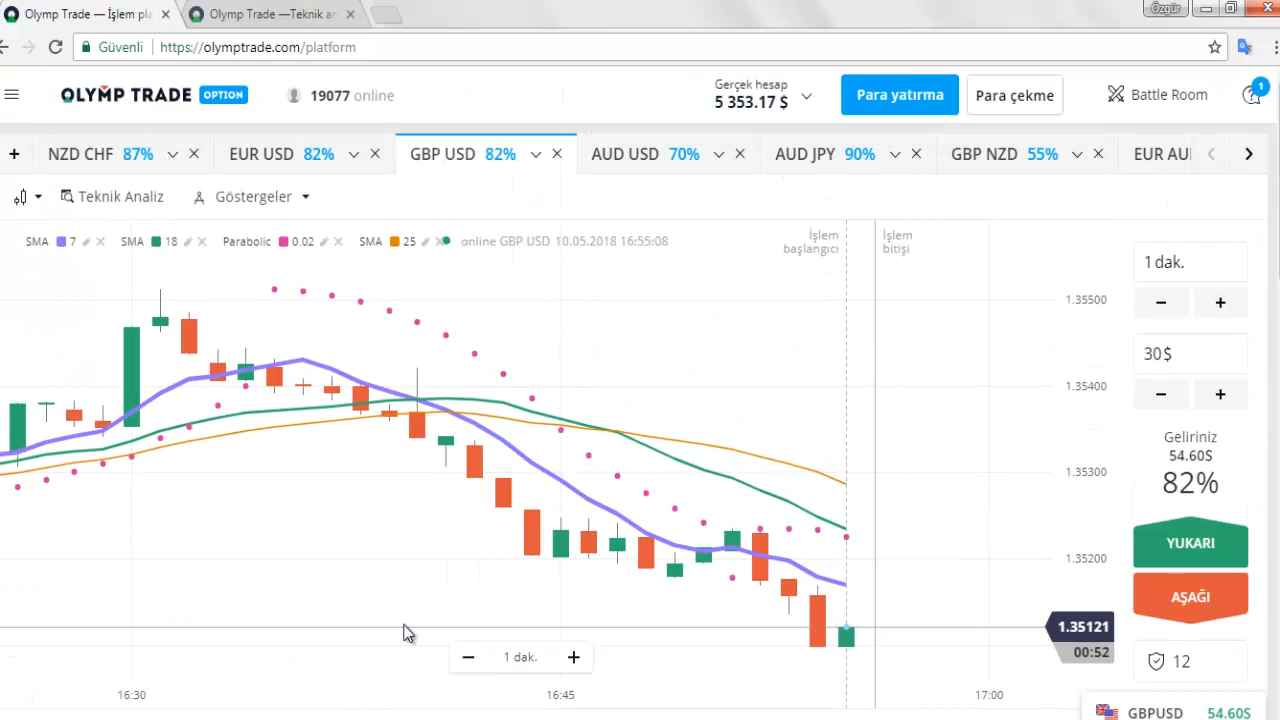 Olymp Trade — İşlem pla
Olymp Trade —Teknik an
Özgür
Güvenli
https://olymptrade.com/platform
OLYMP TRADE OPTION
19077 online
Gerçek hesap
5 353.17 $
Para yatırma
Para çekme
Battle Room
1
NZD CHF 87%
EUR USD 82%
GBP USD 82%
AUD USD 70%
AUD JPY 90%
GBP NZD 55%
EUR AU
Teknik Analiz
Göstergeler
SMA 7
SMA 18
Parabolic 0.02
SMA 25
online GBP USD 10.05.2018 16:55:08
İşlem
başlangıcı
İşlem
bitişi
1.35500
1.35400
1.35300
1.35200
1.35121
00:52
1 dak.
16:30
16:45
17:00
1 dak.
30$
Geliriniz
54.60$
82%
YUKARI
AŞAĞI
12
GBPUSD 54.60$